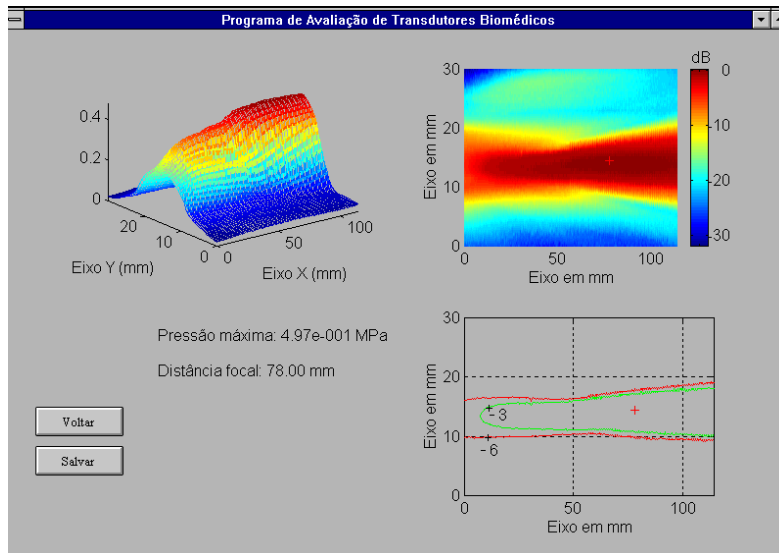 Programa de Avaliação de Transdutores Biomédicos
0.4
0.2
0
20
10
0
0
50
100
Eixo Y (mm)
Eixo X (mm)
30
20
10
0
0
50
100
Eixo em mm
Eixo em mm
dB
0
-10
-20
-30
Pressão máxima: 4.97e-001 MPa
Distância focal: 78.00 mm
Voltar
Salvar
30
20
10
0
0
50
100
-3
-6
Eixo em mm
Eixo em mm